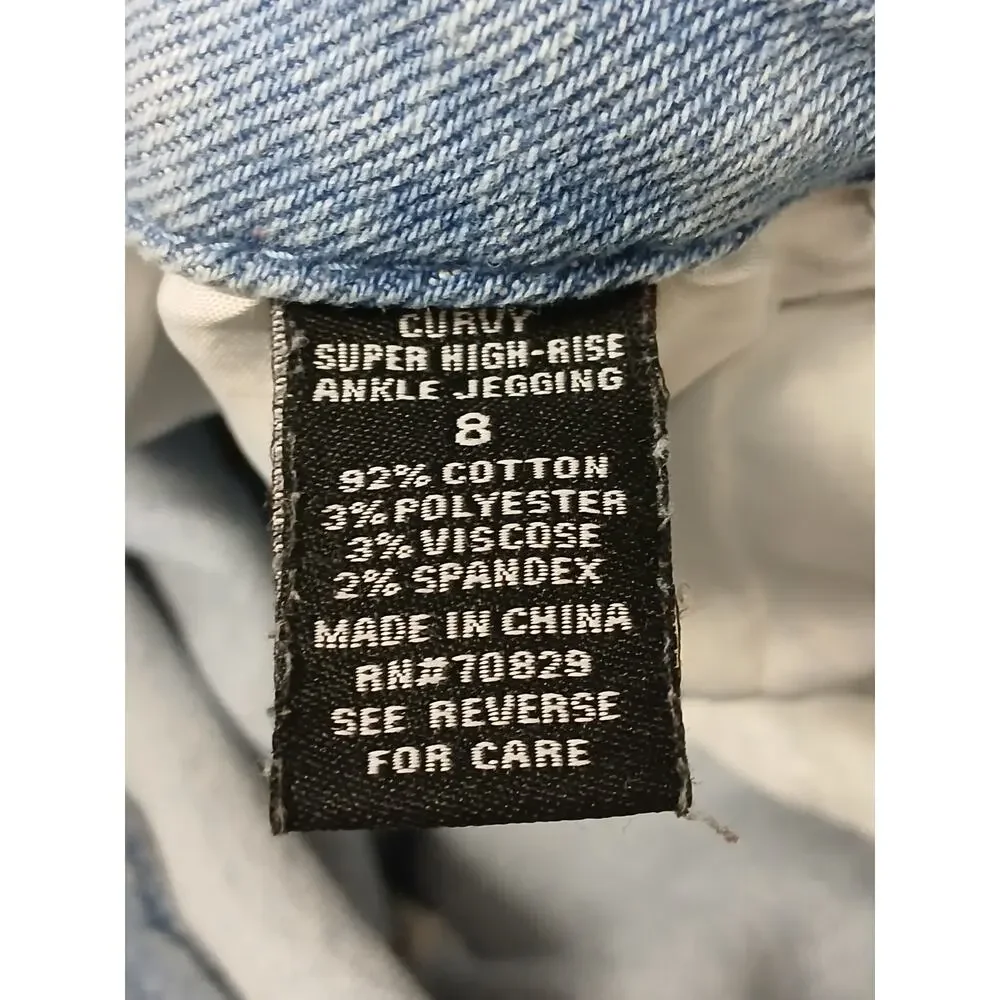 CURVY
SUPER HIGH-RISE
ANKLE JEGGING
8
92% COTTON
3% POLYESTER
3% VISCOSE
2% SPANDEX
MADE IN CHINA
RN#70829
SEE REVERSE
FOR CARE